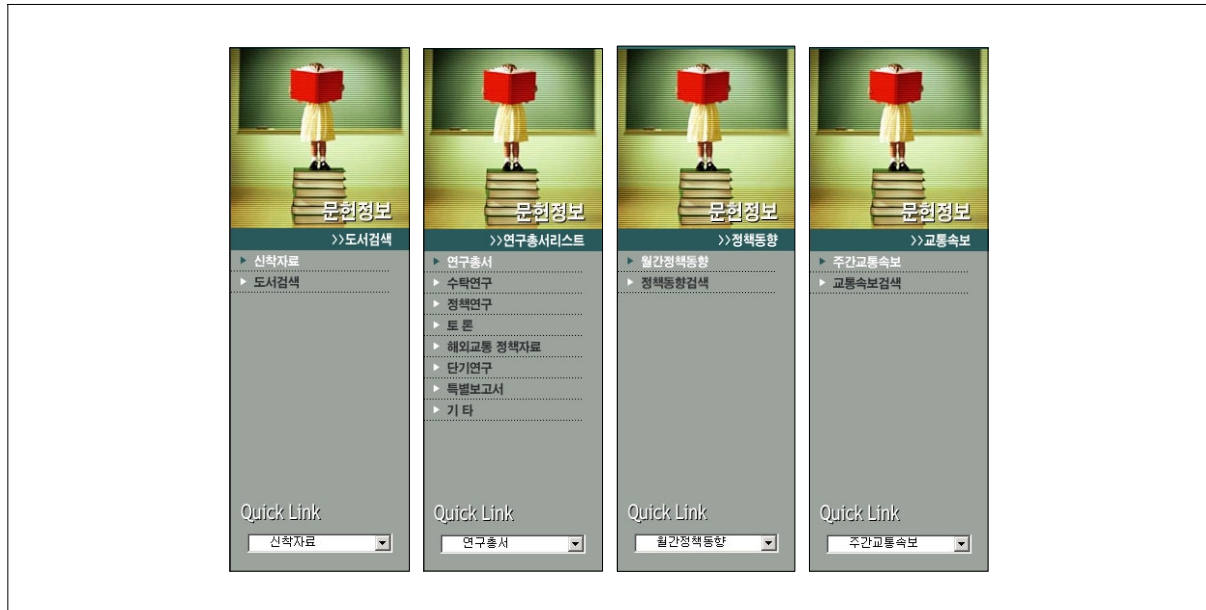 문헌정보
>>도서검색
신착자료
도서검색
Quick Link
신착자료
문헌정보
>>연구총서리스트
연구총서
수탁연구
정책연구
토 론
해외교통 정책자료
단기연구
특별보고서
기 타
Quick Link
연구총서
문헌정보
>>정책동향
월간정책동향
정책동향검색
Quick Link
월간정책동향
문헌정보
>>교통속보
주간교통속보
교통속보검색
Quick Link
주간교통속보